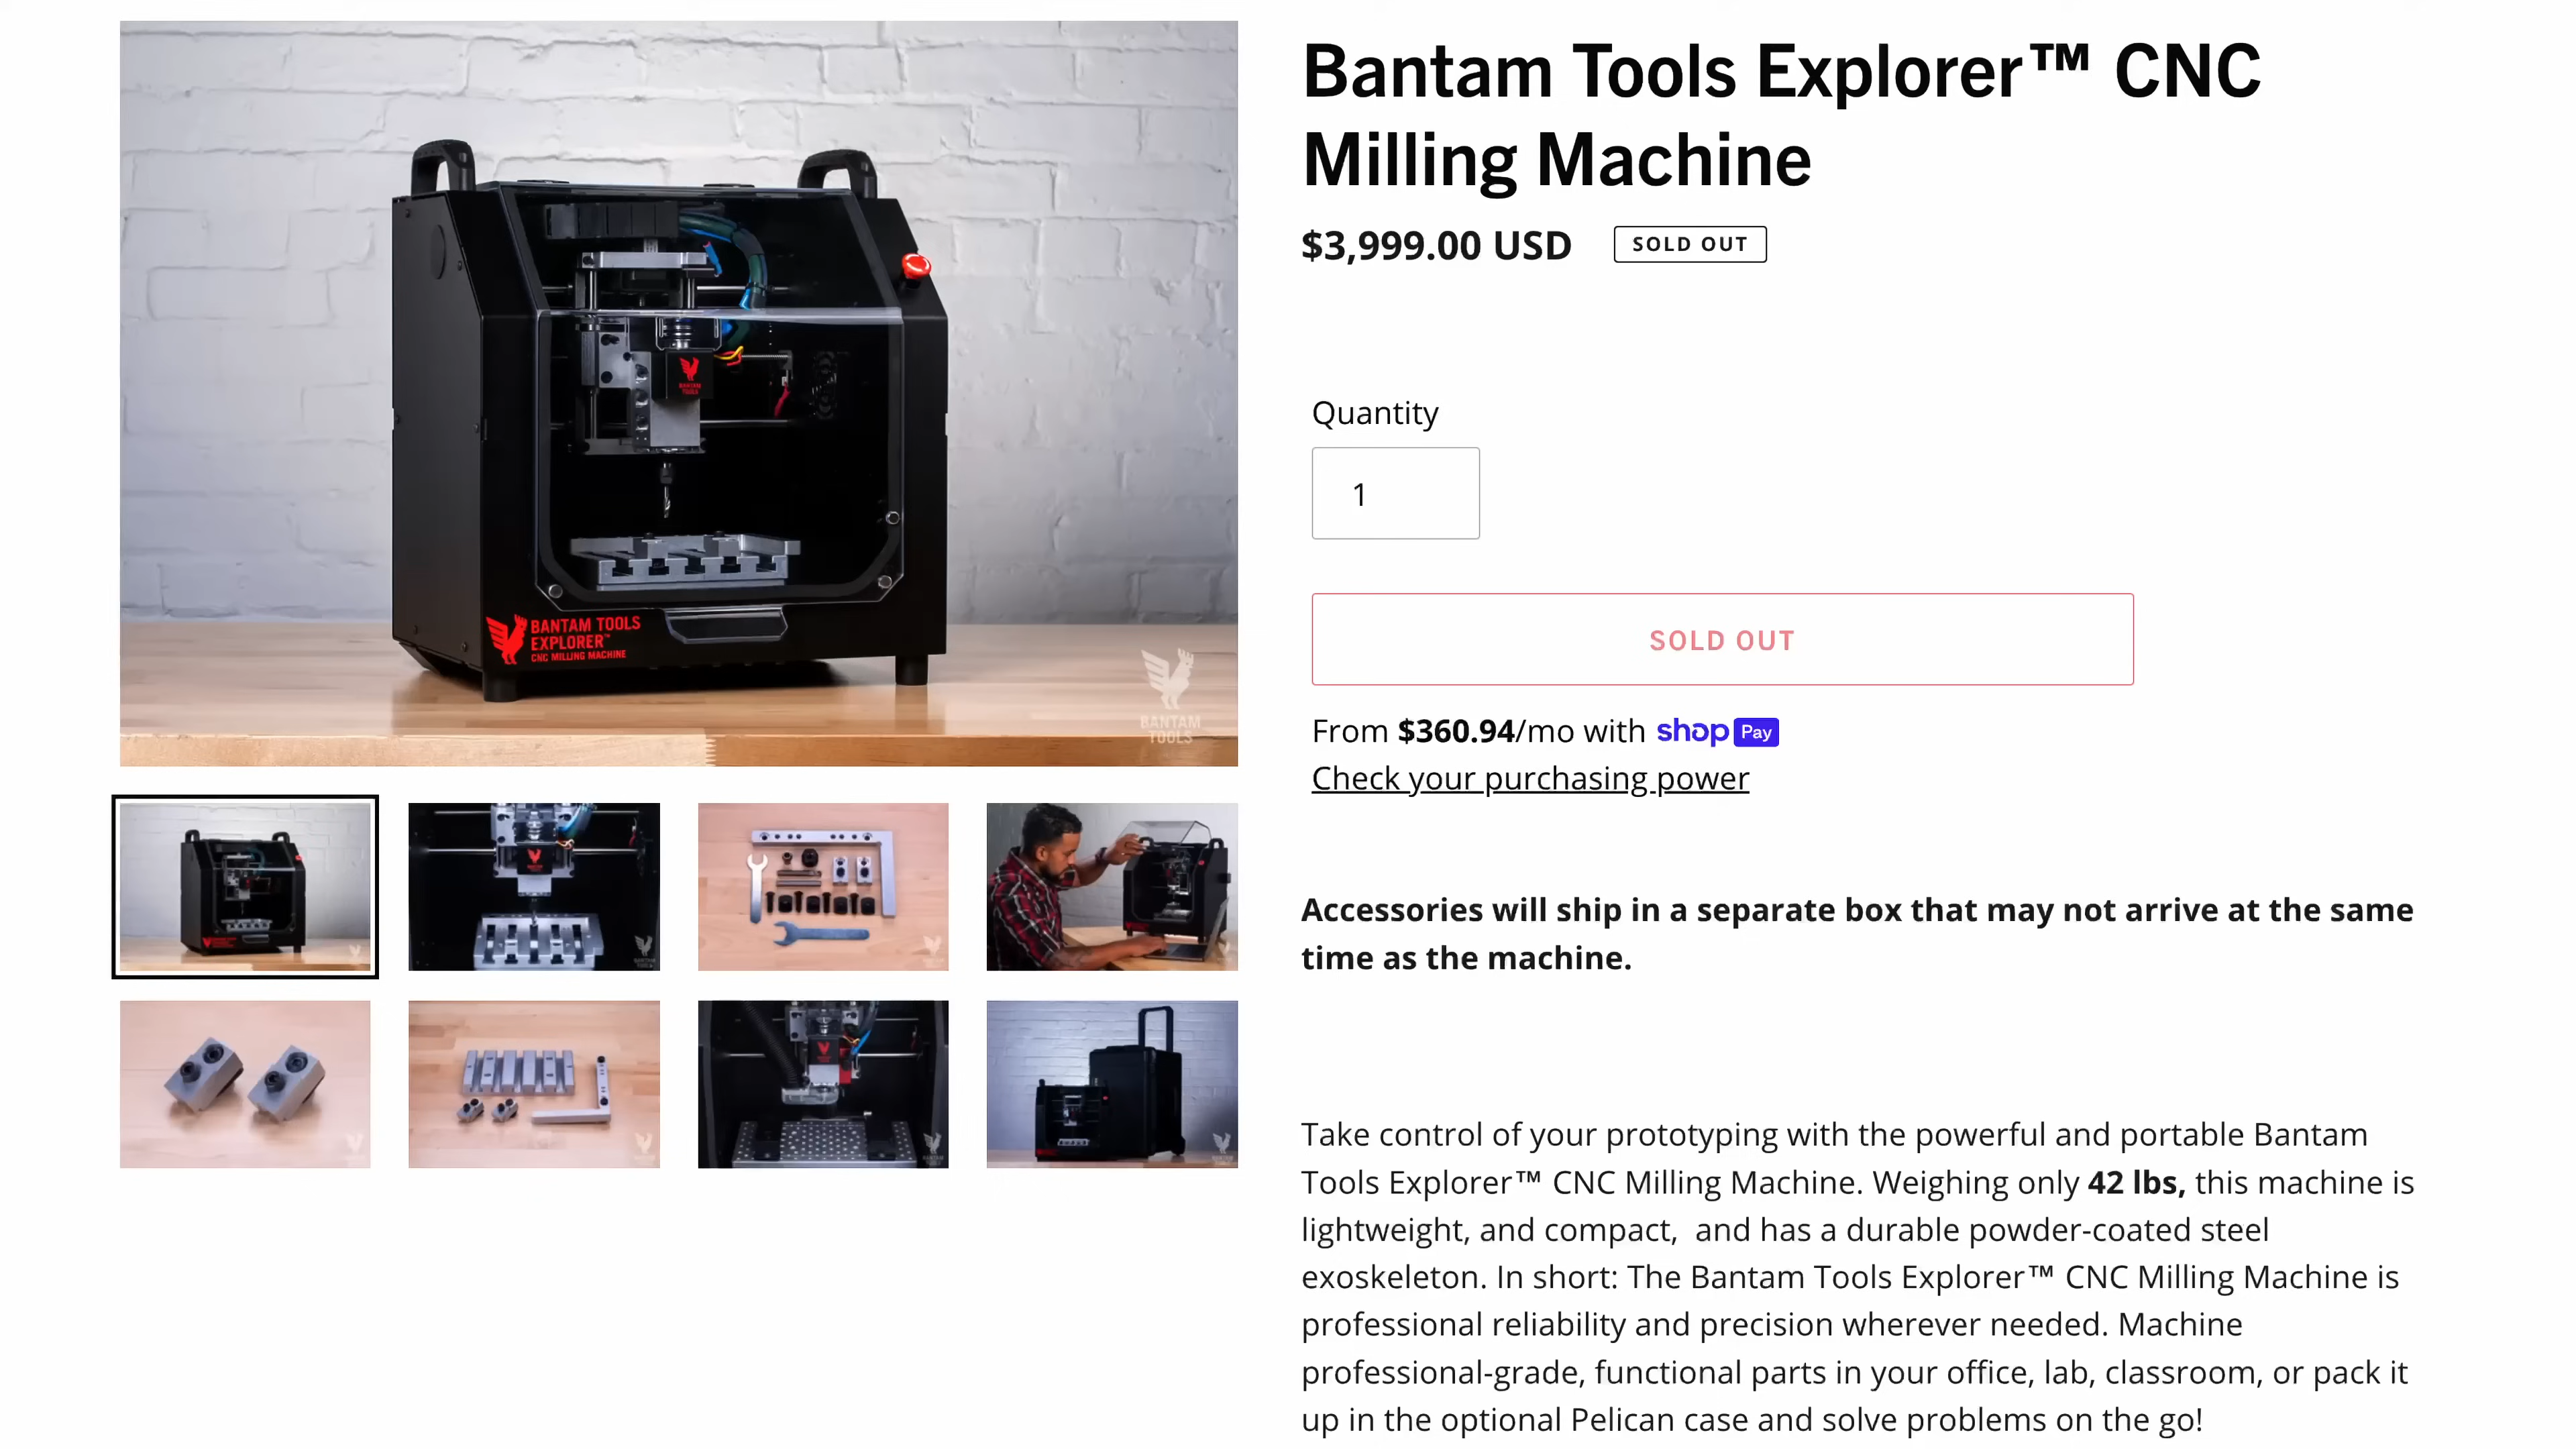 Bantam Tools Explorer™ CNC
Milling Machine
$3,999.00 USD SOLD OUT
Quantity
1
SOLD OUT
From $360.94/mo with shop Pay
Check your purchasing power
Accessories will ship in a separate box that may not arrive at the same
time as the machine.
Take control of your prototyping with the powerful and portable Bantam
Tools Explorer™ CNC Milling Machine. Weighing only 42 lbs, this machine is
lightweight, and compact,  and has a durable powder-coated steel
exoskeleton. In short: The Bantam Tools Explorer™ CNC Milling Machine is
professional reliability and precision wherever needed. Machine
professional-grade, functional parts in your office, lab, classroom, or pack it
up in the optional Pelican case and solve problems on the go!
BANTAM
TOOLS
BANTAM TOOLS
EXPLORER™
CNC MILLING MACHINE
BANTAM
TOOLS